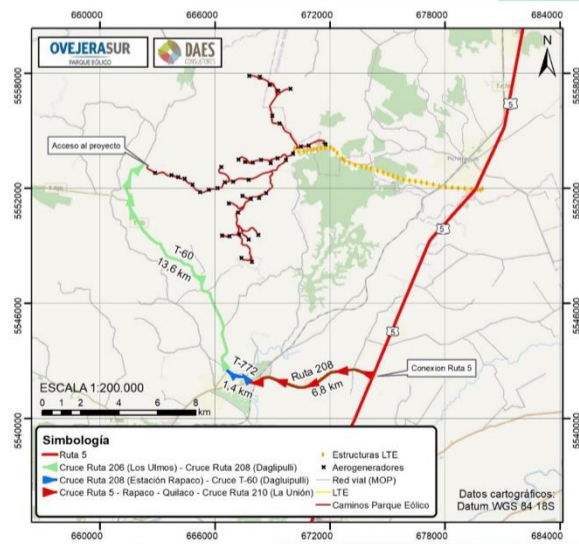 660000 666000 672000 678000 684000
OVEJERASUR
PARQUE EÓLICO
DAES
CONSULTORES
N
5558000
5558000
5
Acceso al proyecto
5552000
5552000
5
T-60
13,6 km
5546000
5546000
5
T-772
Ruta 208
Conexion Ruta 5
1,4 km
6,8 km
ESCALA 1:200.000
0 1 2 4 6 8
km
5540000
5540000
Simbología
Ruta 5
Cruce Ruta 206 (Los Ulmos) - Cruce Ruta 208 (Daglipulli)
Cruce Ruta 208 (Estación Rapaco) - Cruce T-60 (Dagluipulli)
Cruce Ruta 5 - Rapaco - Quilaco - Cruce Ruta 210 (La Unión)
Estructuras LTE
Aerogeneradores
Red vial (MOP)
LTE
Caminos Parque Eólico
Datos cartográficos:
Datum WGS 84 18S
660000 666000 672000 678000 684000